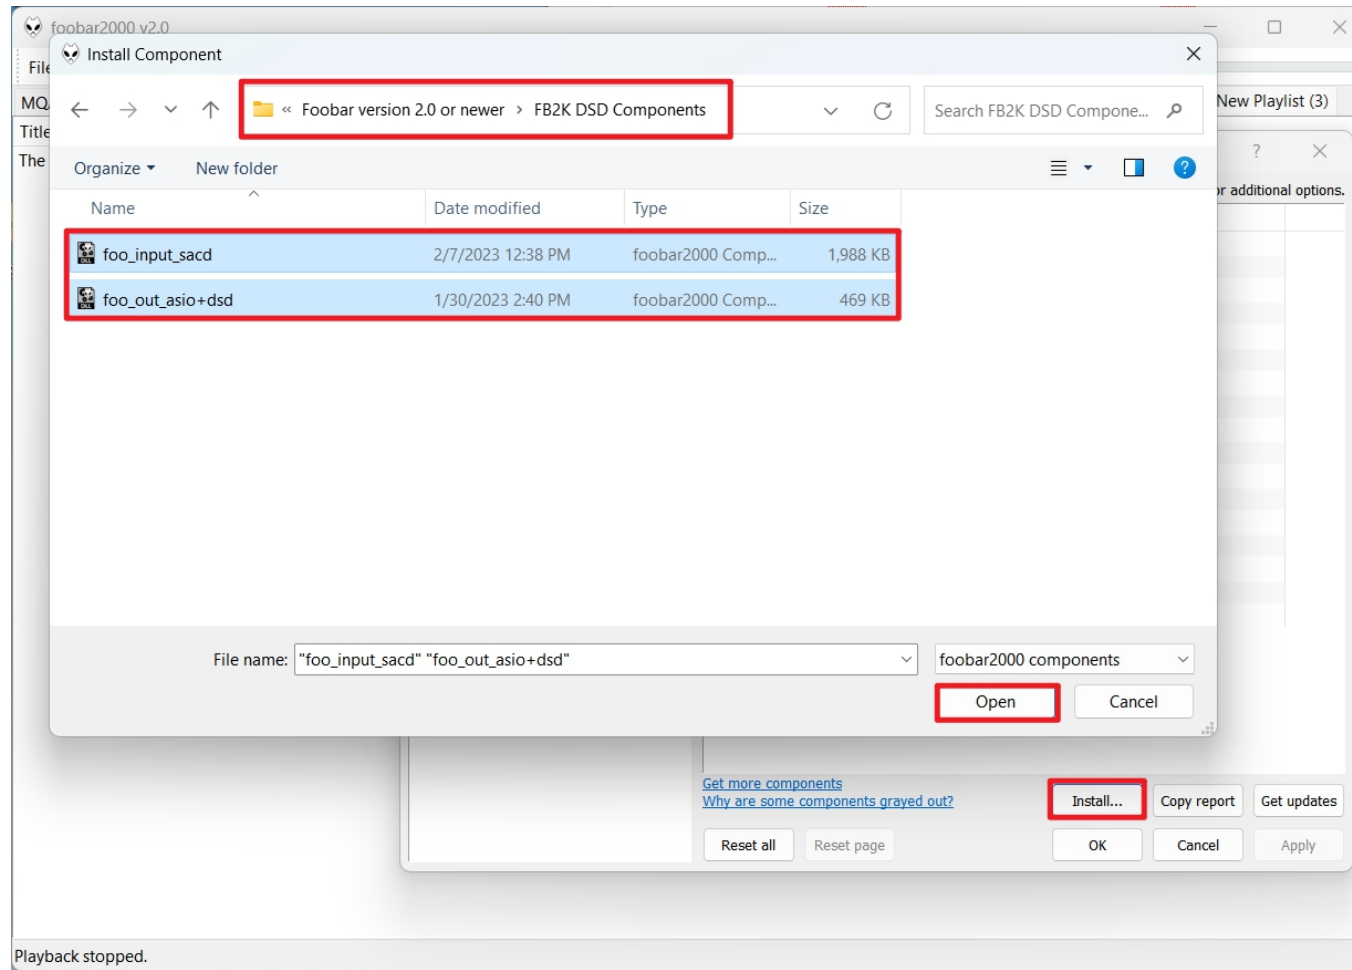 foobar2000 v2.0
Install Component
File
« Foobar version 2.0 or newer > FB2K DSD Components
Search FB2K DSD Compone...
MQ
New Playlist (3)
Title
The
Organize
New folder
?
?
or additional options.
Name Date modified Type Size
foo_input_sacd 2/7/2023 12:38 PM foobar2000 Comp... 1,988 KB
foo_out_asio+dsd 1/30/2023 2:40 PM foobar2000 Comp... 469 KB
File name: "foo_input_sacd" "foo_out_asio+dsd" foobar2000 components
Open Cancel
Get more components
Why are some components grayed out?
Install... Copy report Get updates
Reset all Reset page OK Cancel Apply
Playback stopped.